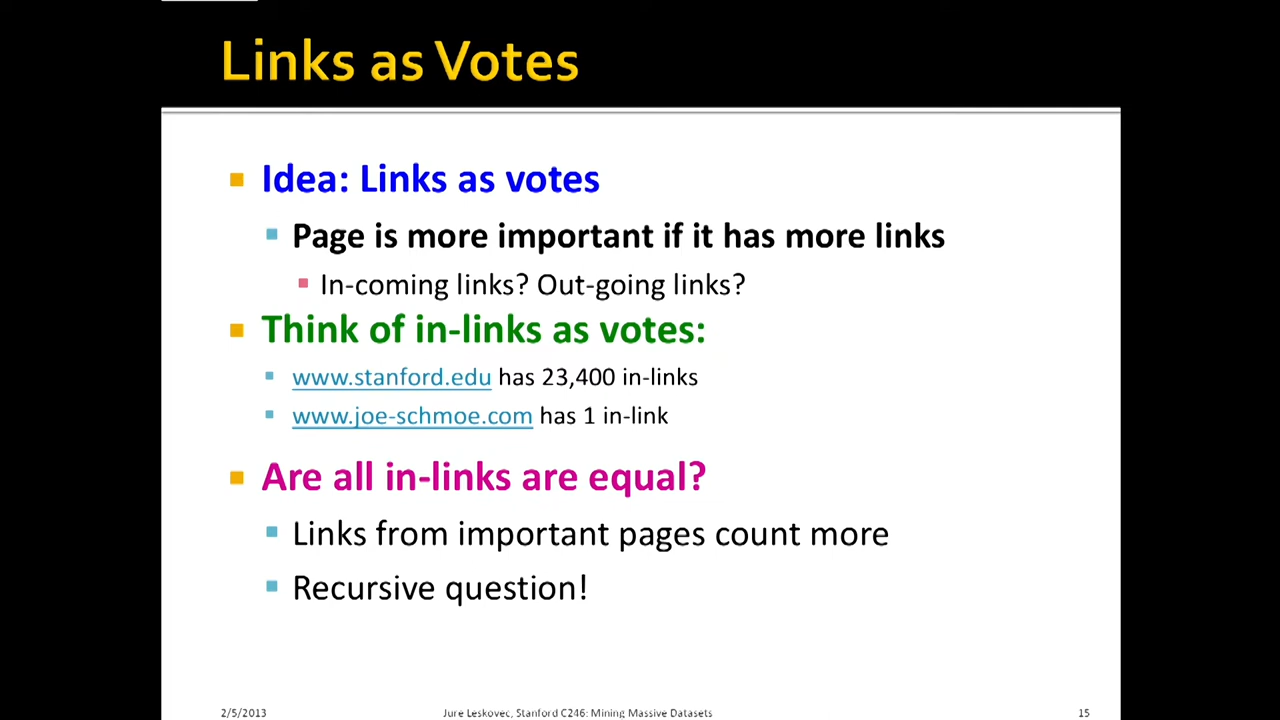 Links as Votes
Idea: Links as votes
Page is more important if it has more links
In-coming links? Out-going links?
Think of in-links as votes:
www.stanford.edu has 23,400 in-links
www.joe-schmoe.com has 1 in-link
Are all in-links are equal?
Links from important pages count more
Recursive question!
2/5/2013 Jure Leskovec, Stanford C246: Mining Massive Datasets 15